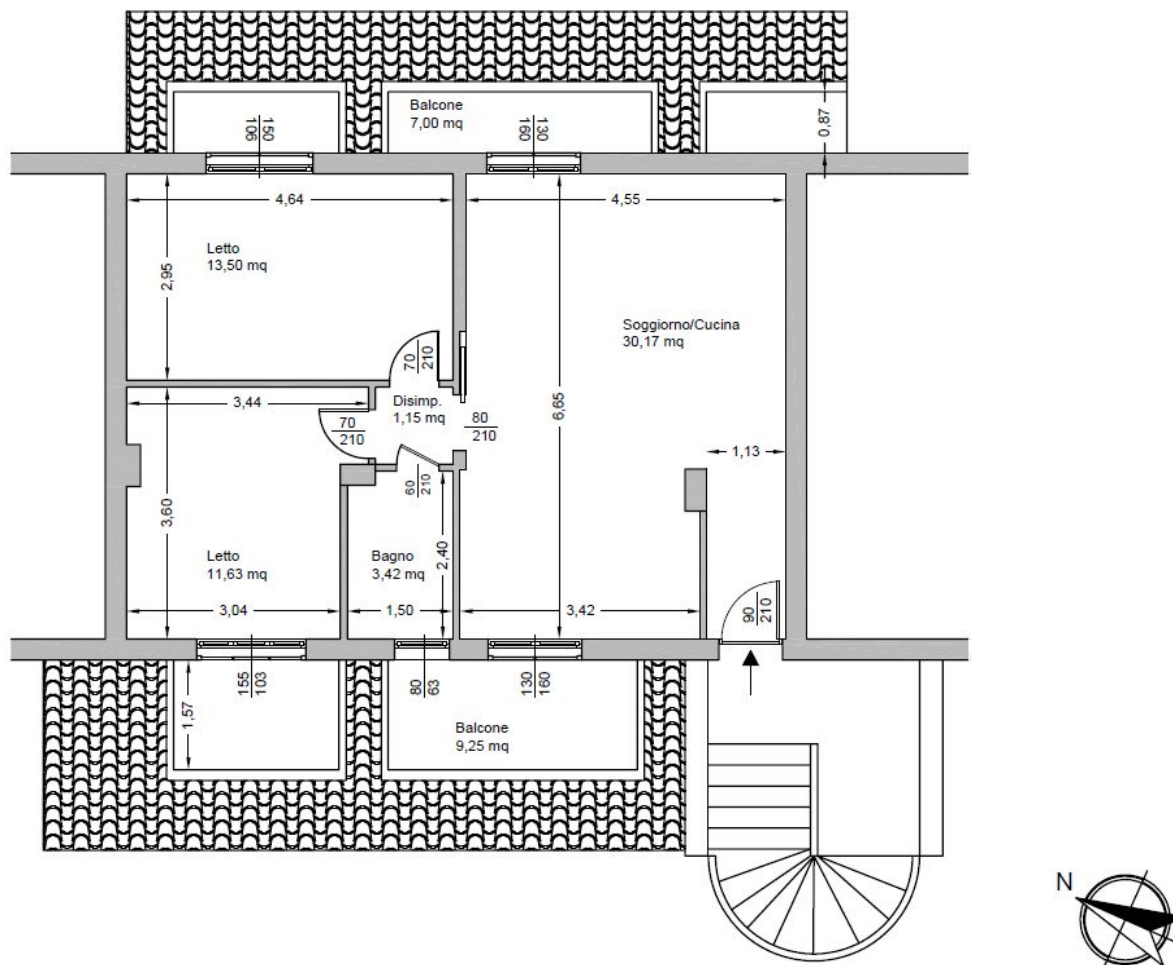 Balcone
7,00 mq
150
106
130
160
0,87
4,64
4,55
Letto
13,50 mq
2,95
Soggiorno/Cucina
30,17 mq
70
210
3,44
Disimp.
1,15 mq
70
210
80
210
6,65
1,13
60
210
3,60
2,40
Letto
11,63 mq
Bagno
3,42 mq
3,04
1,50
3,42
90
210
155
103
80
63
130
160
1,57
Balcone
9,25 mq
N